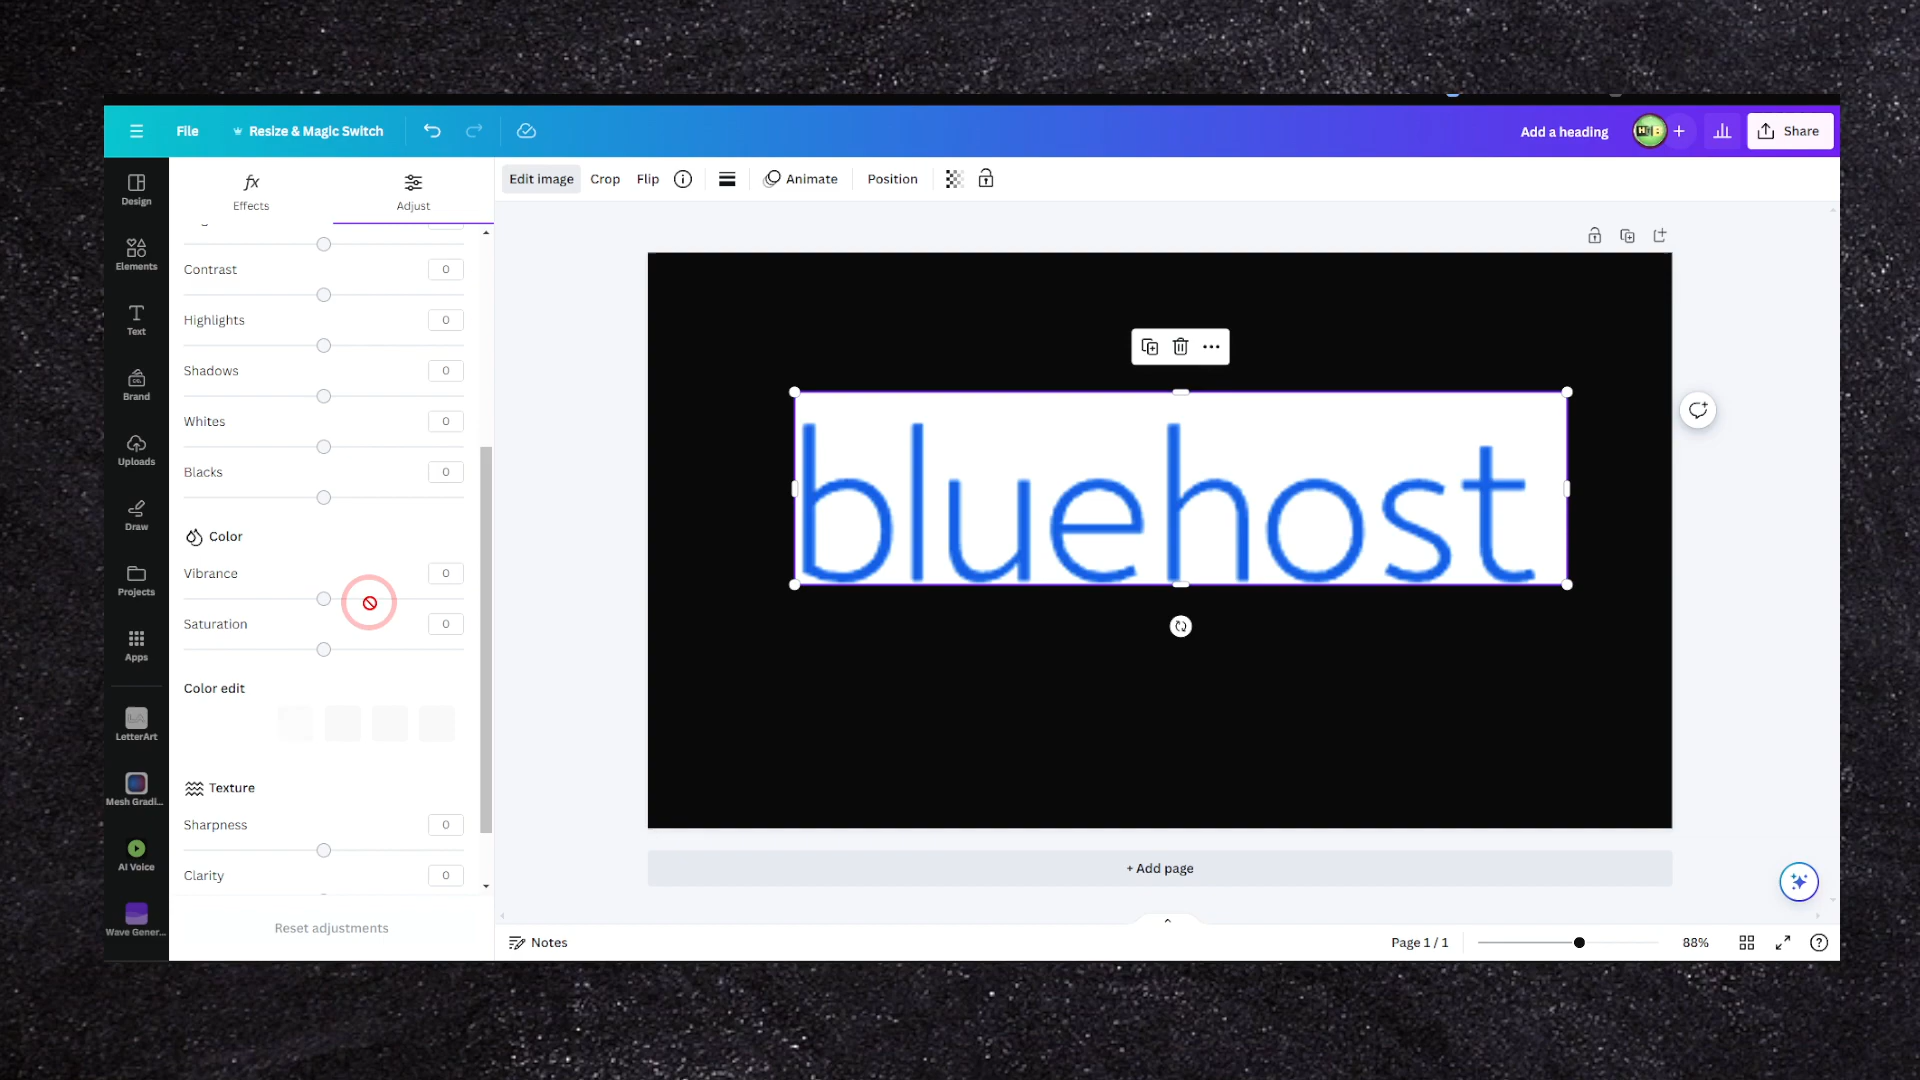 File
Resize & Magic Switch
Add a heading
Share
Design
Elements
Text
Brand
Uploads
Draw
Projects
Apps
LetterArt
Mesh Gradi...
AI Voice
Wave Gener...
Effects
Adjust
Contrast 0
Highlights 0
Shadows 0
Whites 0
Blacks 0
Color
Vibrance 0
Saturation 0
Color edit
Texture
Sharpness 0
Clarity 0
Reset adjustments
Edit image
Crop
Flip
Animate
Position
bluehost
+ Add page
Notes
Page 1 / 1
88%